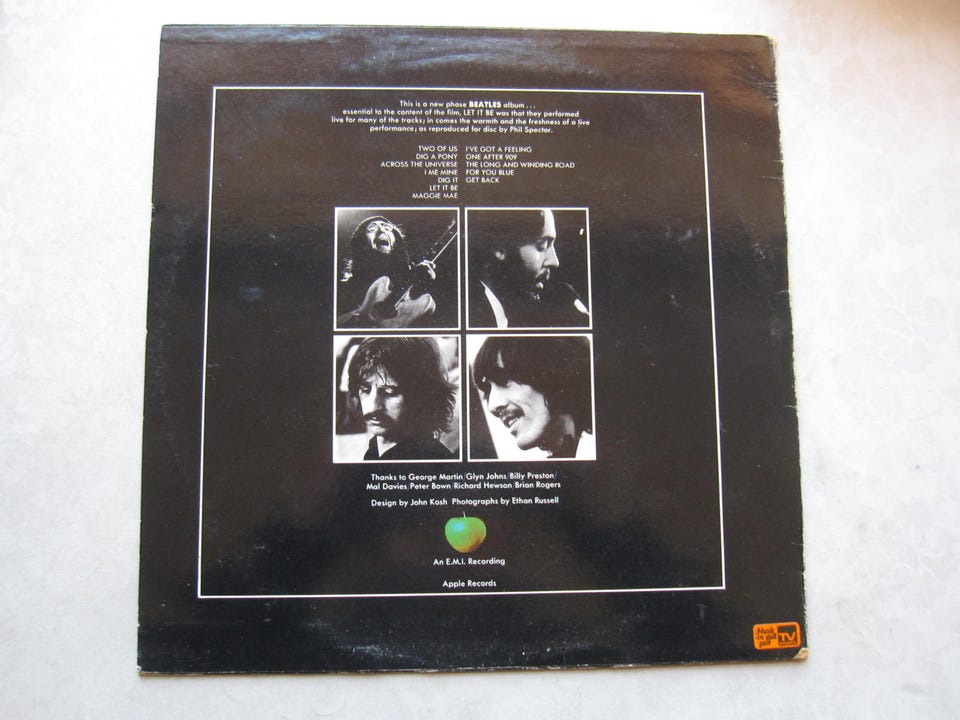 This is a new phase BEATLES album...
essential to the content of the film, LET IT BE was that they performed
live for many of the tracks; in comes the warmth and the freshness of a live
performance; as reproduced for disc by Phil Spector.
TWO OF US
DIG A PONY
ACROSS THE UNIVERSE
I ME MINE
DIG IT
LET IT BE
MAGGIE MAE
I'VE GOT A FEELING
ONE AFTER 909
THE LONG AND WINDING ROAD
FOR YOU BLUE
GET BACK
Thanks to George Martin/Glyn Johns/Billy Preston/
Mal Davies/Peter Bown/Richard Hewson/Brian Rogers
Design by John Kosh Photographs by Ethan Russell
An E.M.I. Recording
Apple Records
TV